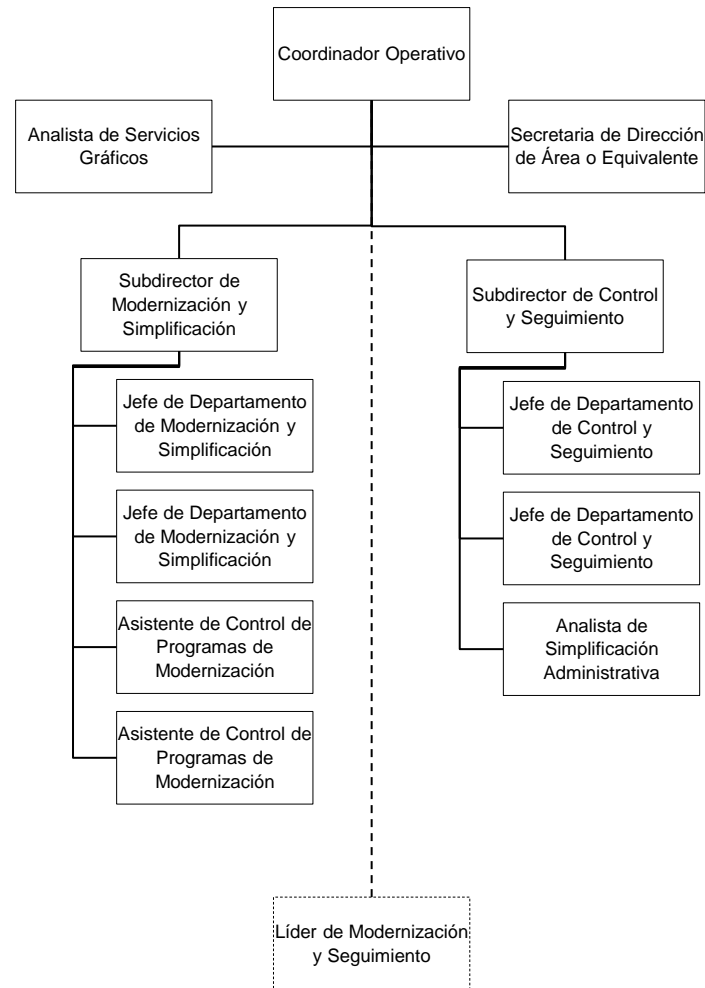 Coordinador Operativo
Analista de Servicios
Gráficos
Secretaria de Dirección
de Área o Equivalente
Subdirector de
Modernización y
Simplificación
Subdirector de Control
y Seguimiento
Jefe de Departamento
de Modernización y
Simplificación
Jefe de Departamento
de Modernización y
Simplificación
Asistente de Control de
Programas de
Modernización
Asistente de Control de
Programas de
Modernización
Jefe de Departamento
de Control y
Seguimiento
Jefe de Departamento
de Control y
Seguimiento
Analista de
Simplificación
Administrativa
Líder de Modernización
y Seguimiento